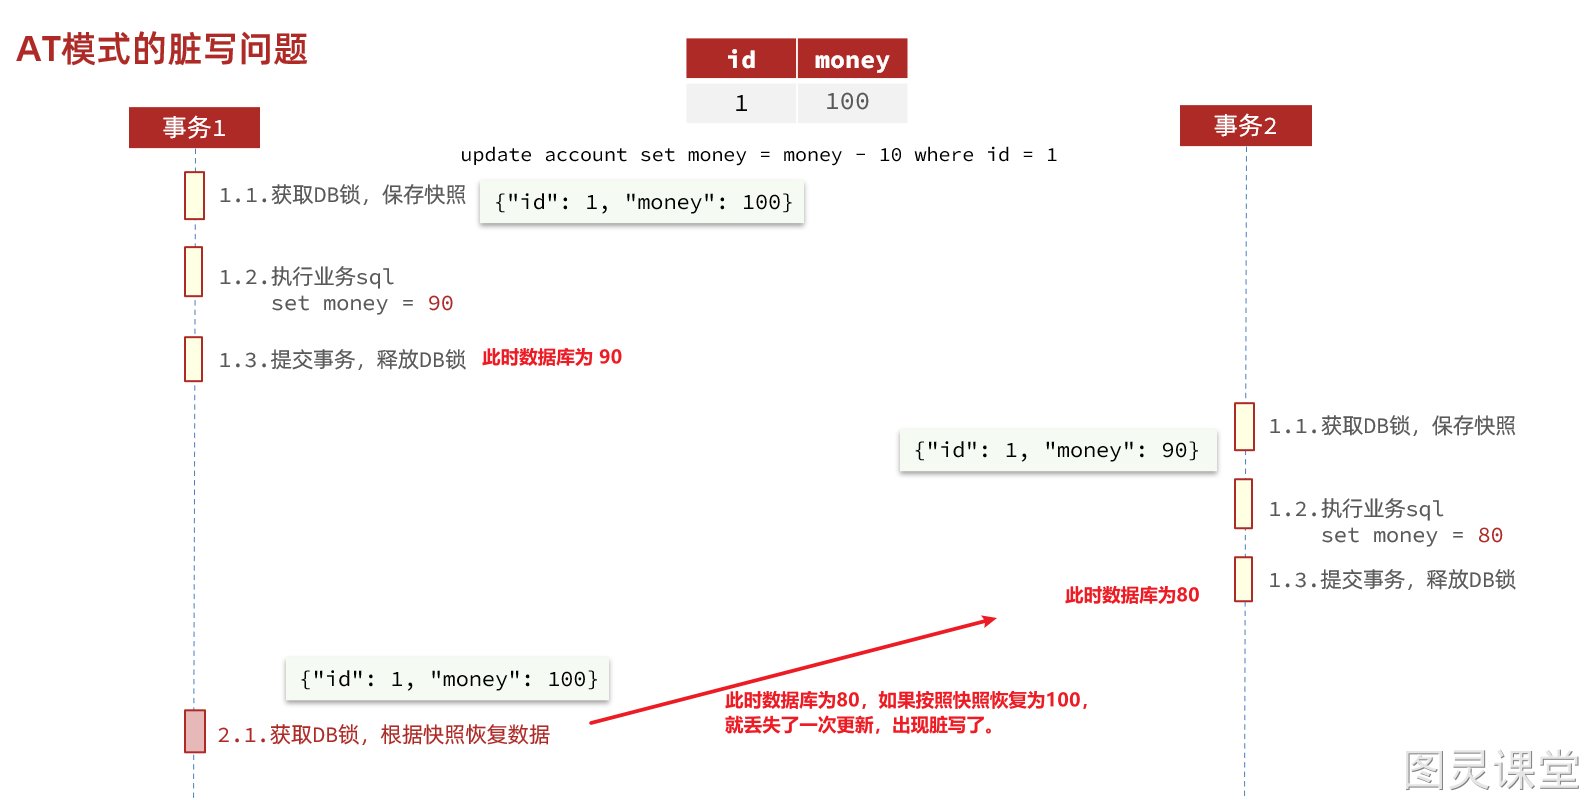 AT模式的脏写问题
id money
1 100
事务1
事务2
update account set money = money - 10 where id = 1
1.1.获取DB锁，保存快照
{"id": 1, "money": 100}
1.2.执行业务sql
set money = 90
1.3.提交事务，释放DB锁
此时数据库为 90
1.1.获取DB锁，保存快照
{"id": 1, "money": 90}
1.2.执行业务sql
set money = 80
1.3.提交事务，释放DB锁
此时数据库为80
{"id": 1, "money": 100}
此时数据库为80，如果按照快照恢复为100，
就丢失了一次更新，出现脏写了。
2.1.获取DB锁，根据快照恢复数据
图灵课堂